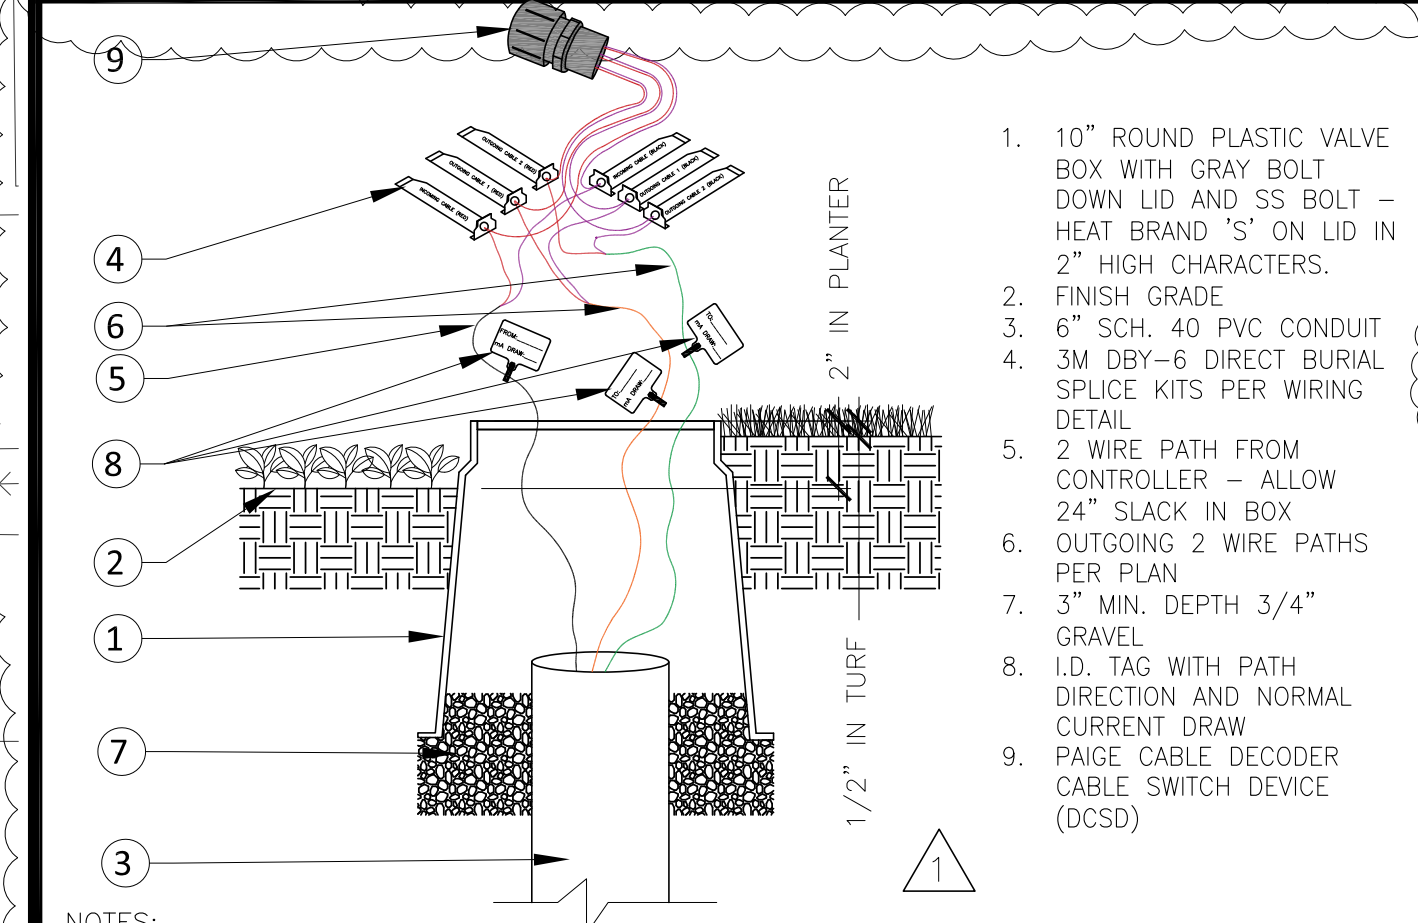 9
4
6
5
8
2
1
7
3
OUTGOING CABLE 2 (RED)
OUTGOING CABLE 1 (RED)
INCOMING CABLE (RED)
INCOMING CABLE (BLACK)
OUTGOING CABLE 1 (BLACK)
OUTGOING CABLE 2 (BLACK)
FROM:
mA DRAW:
TO:
mA DRAW:
TO:
mA DRAW:
2" IN PLANTER
1/2" IN TURF
1
1. 10" ROUND PLASTIC VALVE
BOX WITH GRAY BOLT
DOWN LID AND SS BOLT –
HEAT BRAND 'S' ON LID IN
2" HIGH CHARACTERS.
2. FINISH GRADE
3. 6" SCH. 40 PVC CONDUIT
4. 3M DBY–6 DIRECT BURIAL
SPLICE KITS PER WIRING
DETAIL
5. 2 WIRE PATH FROM
CONTROLLER – ALLOW
24" SLACK IN BOX
6. OUTGOING 2 WIRE PATHS
PER PLAN
7. 3" MIN. DEPTH 3/4"
GRAVEL
8. I.D. TAG WITH PATH
DIRECTION AND NORMAL
CURRENT DRAW
9. PAIGE CABLE DECODER
CABLE SWITCH DEVICE
(DCSD)
NOTES: